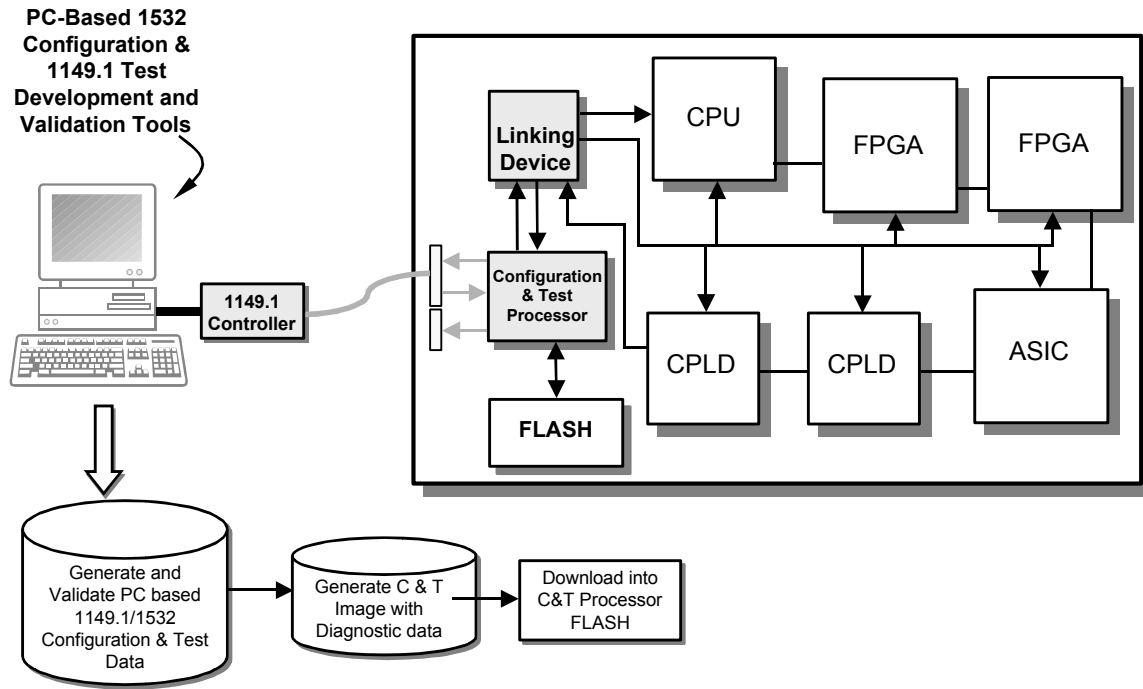 PC-Based 1532
Configuration &
1149.1 Test
Development and
Validation Tools
1149.1
Controller
Linking
Device
Configuration
& Test
Processor
FLASH
CPU
FPGA
FPGA
CPLD
CPLD
ASIC
Generate and
Validate PC based
1149.1/1532
Configuration & Test
Data
Generate C & T
Image with
Diagnostic data
Download into
C&T Processor
FLASH